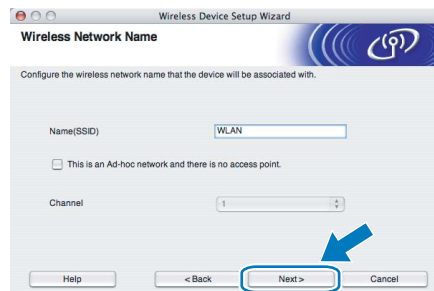 Wireless Device Setup Wizard
Wireless Network Name
Configure the wireless network name that the device will be associated with.
Name(SSID)
WLAN
This is an Ad-hoc network and there is no access point.
Channel
1
Help
< Back
Next >
Cancel